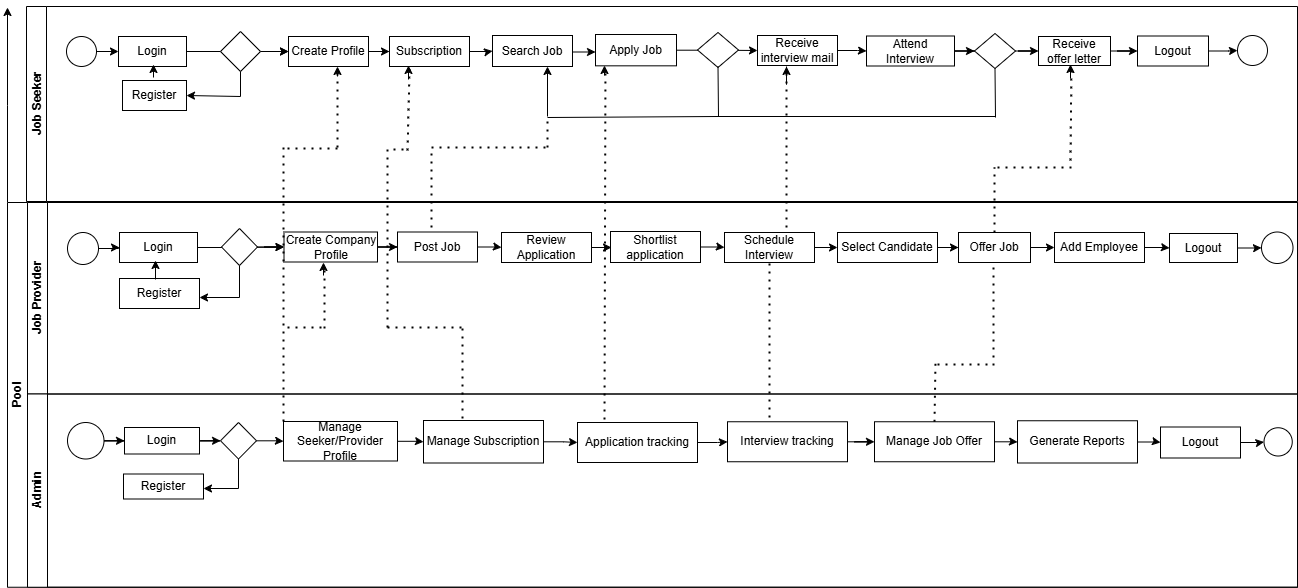 Pool
Job Seeker
Login
Register
Create Profile
Subscription
Search Job
Apply Job
Receive
interview mail
Attend
Interview
Receive
offer letter
Logout
Job Provider
Login
Register
Create Company
Profile
Post Job
Review
Application
Shortlist
application
Schedule
Interview
Select Candidate
Offer Job
Add Employee
Logout
Admin
Login
Register
Manage
Seeker/Provider
Profile
Manage Subscription
Application tracking
Interview tracking
Manage Job Offer
Generate Reports
Logout